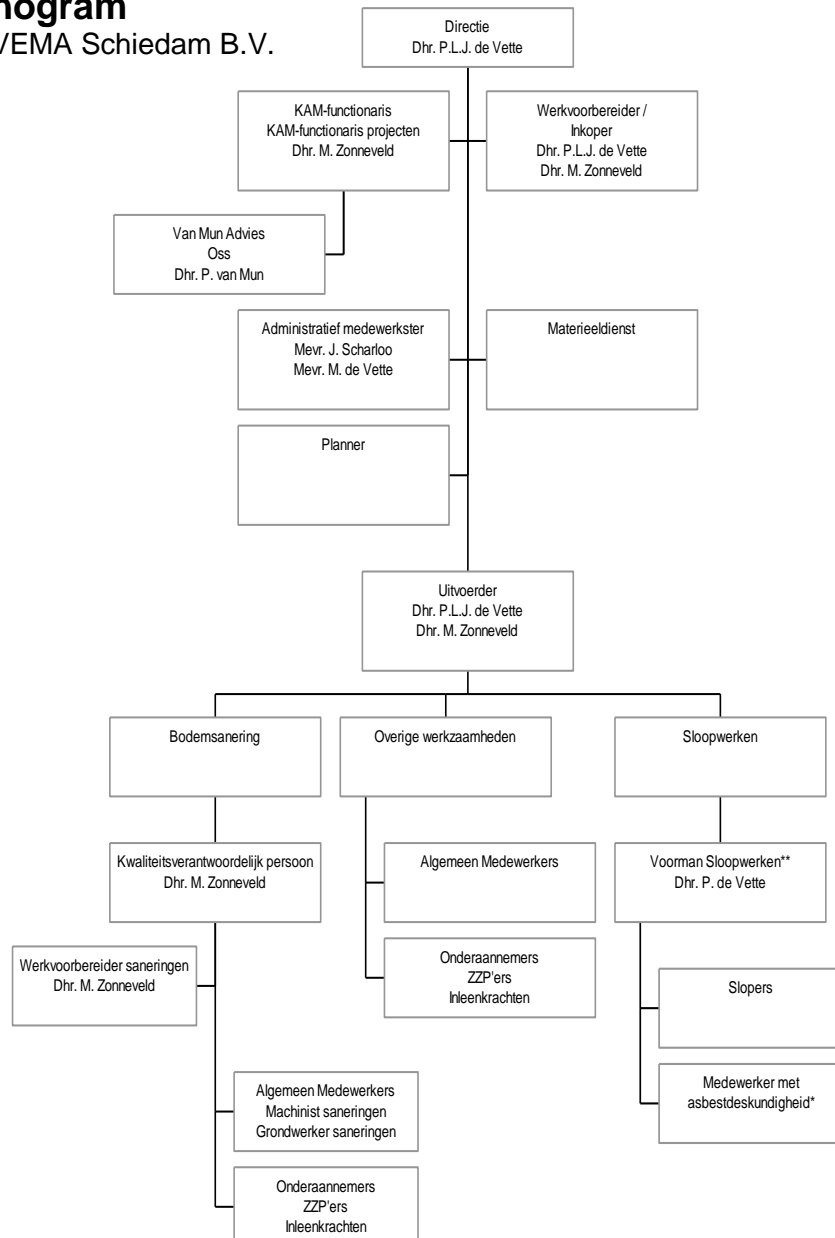 nogram
VEMA Schiedam B.V.
Directie
Dhr. P.L.J. de Vette
KAM-functionaris
KAM-functionaris projecten
Dhr. M. Zonneveld
Werkvoorbereider /
Inkoper
Dhr. P.L.J. de Vette
Dhr. M. Zonneveld
Van Mun Advies
Oss
Dhr. P. van Mun
Administratief medewerkster
Mevr. J. Scharloo
Mevr. M. de Vette
Materieeldienst
Planner
Uitvoerder
Dhr. P.L.J. de Vette
Dhr. M. Zonneveld
Bodemsanering
Overige werkzaamheden
Sloopwerken
Kwaliteitsverantwoordelijk persoon
Dhr. M. Zonneveld
Algemeen Medewerkers
Voorman Sloopwerken**
Dhr. P. de Vette
Werkvoorbereider saneringen
Dhr. M. Zonneveld
Onderaannemers
ZZP'ers
Inleenkrachten
Slopers
Algemeen Medewerkers
Machinist saneringen
Grondwerker saneringen
Medewerker met
asbestdeskundigheid*
Onderaannemers
ZZP'ers
Inleenkrachten